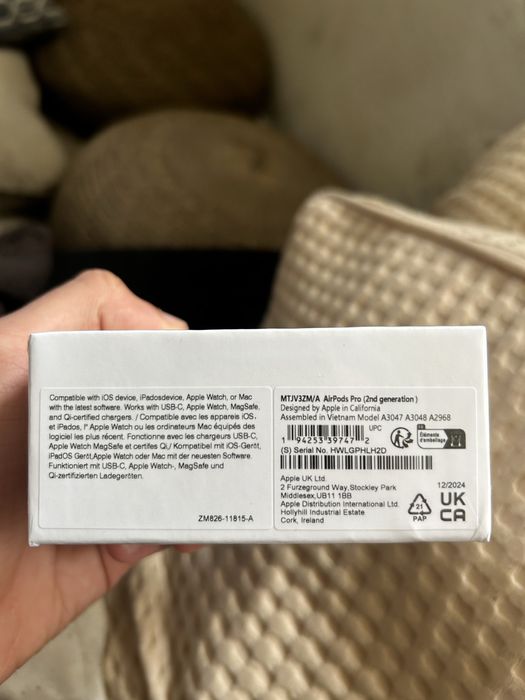 Compatible with iOS device, iPadosdevice, Apple Watch, or Mac
with the latest software. Works with USB-C, Apple Watch, MagSafe,
and Qi-certified chargers. / Compatible avec les appareils iOS,
et iPados, l* Apple Watch ou les ordinateurs Mac équipés des
logiciel les plus récent. Fonctionne avec les chargeurs USB-C,
Apple Watch MagSafe et certifes Qi./ Kompatibel mit iOS-Gerät,
iPadOS Gerät,Apple Watch oder Mac mit der neuesten Software.
Funktioniert mit USB-C, Apple Watch-, MagSafe und
Qi-zertifizierten Ladegeräten.
ZM826-11815-A
MTJV3ZM/A AirPods Pro (2nd generation )
Designed by Apple in California
Assembled in Vietnam Model A3047 A3048 A2968
UPC
1 94253 39747 2
Éléments
d'emballage
(S) Serial No. HWLGPHLH2D
Apple UK Ltd.
2 Furzeground Way,Stockley Park
Middlesex,UB11 1BB
Apple Distribution International Ltd.
Hollyhill Industrial Estate
Cork, Ireland
12/2024
21
PAP
UK
CA